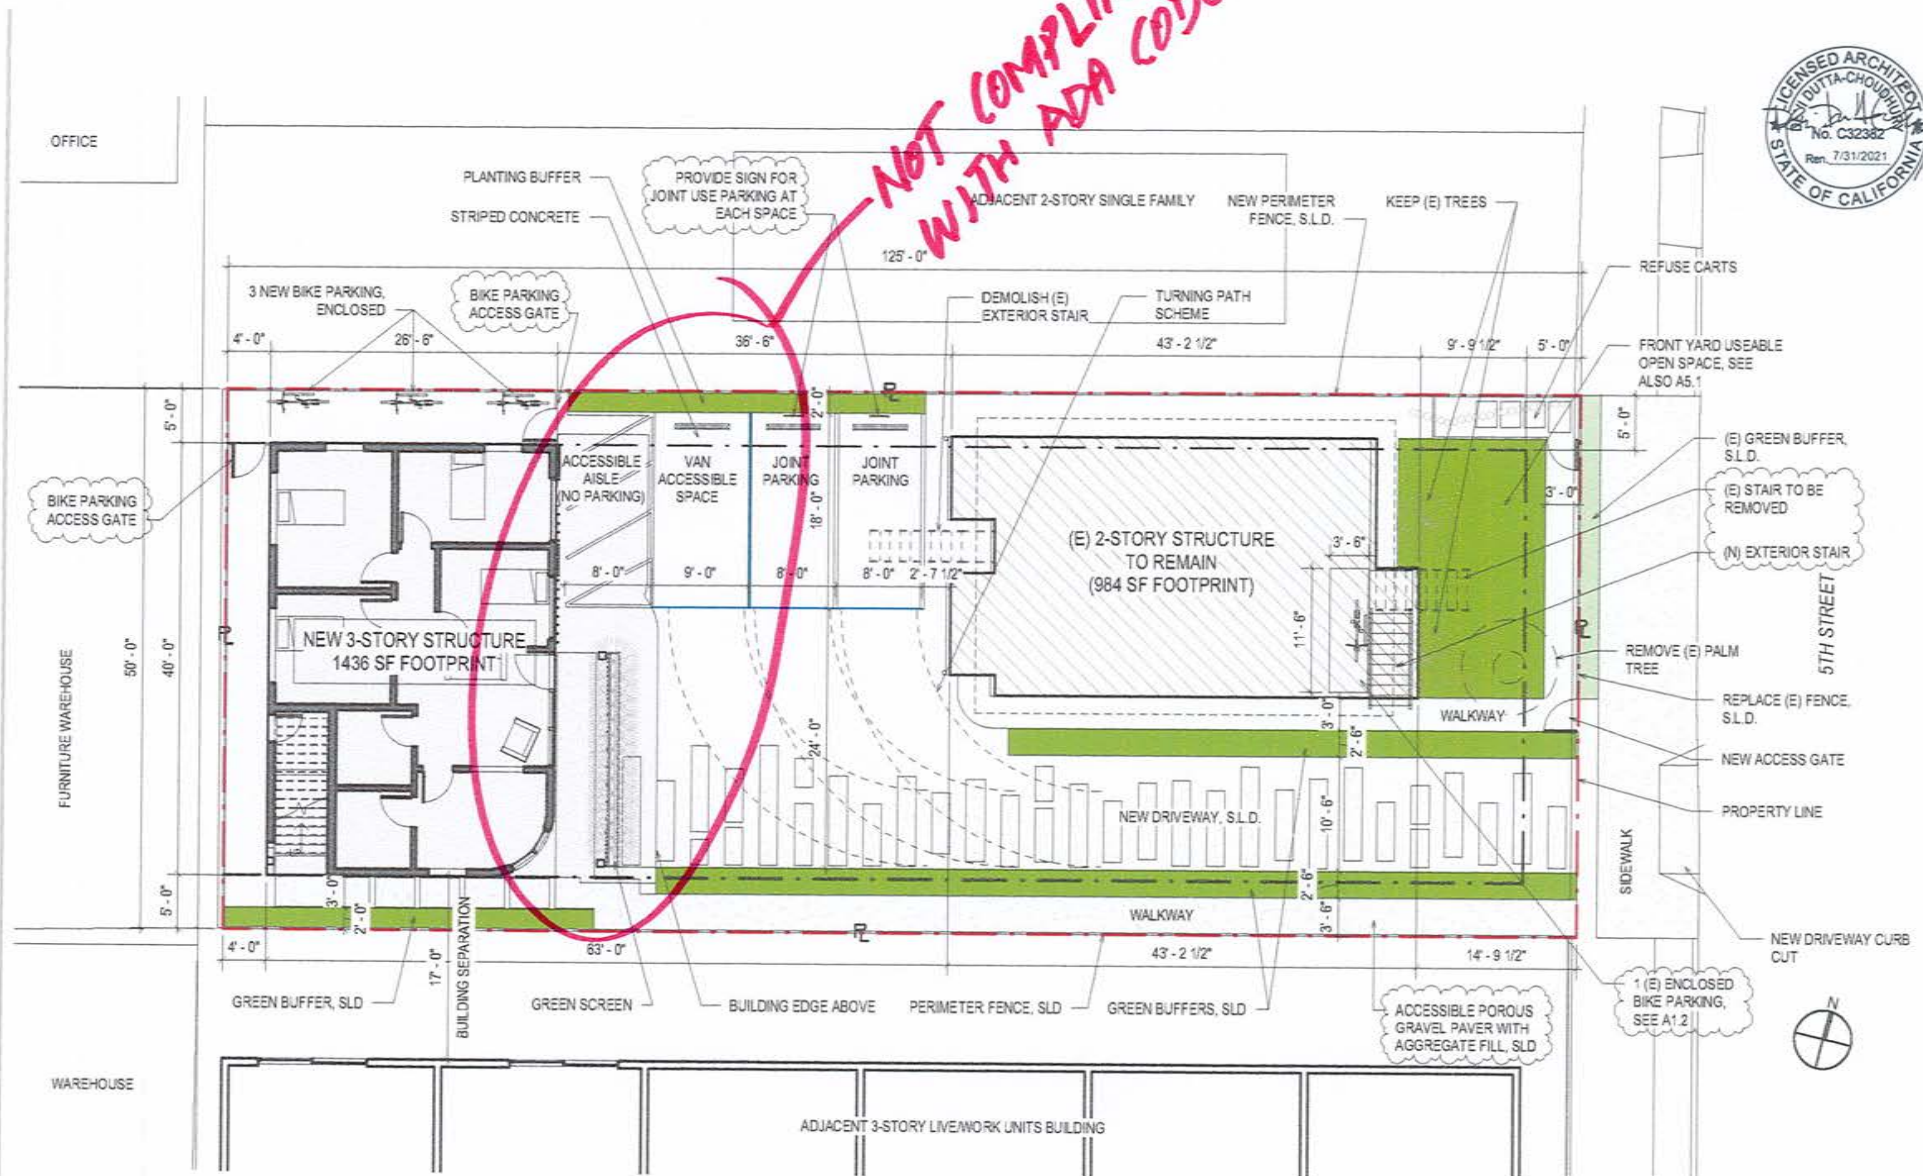 NOT
WITH ADA
LICENSED ARCHITECT
DUTTA-CHOUDHURY
No. C32382
Ren. 7/31/2021
STATE OF CALIFORNIA
OFFICE
PLANTING BUFFER
STRIPED CONCRETE
PROVIDE SIGN FOR
JOINT USE PARKING AT
EACH SPACE
ADJACENT 2-STORY SINGLE FAMILY
NEW PERIMETER
FENCE, S.L.D.
KEEP (E) TREES
125' - 0"
REFUSE CARTS
3 NEW BIKE PARKING,
ENCLOSED
BIKE PARKING
ACCESS GATE
DEMOLISH (E)
EXTERIOR STAIR
TURNING PATH
SCHEME
4' - 0"
26' - 6"
36' - 6"
43' - 2 1/2"
9' - 9 1/2"
5' - 0"
FRONT YARD USEABLE
OPEN SPACE, SEE
ALSO A5.1
5' - 0"
2' - 0"
PL
5' - 0"
(E) GREEN BUFFER,
S.L.D.
ACCESSIBLE
AISLE
(NO PARKING)
VAN
ACCESSIBLE
SPACE
JOINT
PARKING
JOINT
PARKING
18' - 0"
3' - 0"
(E) STAIR TO BE
REMOVED
BIKE PARKING
ACCESS GATE
(E) 2-STORY STRUCTURE
TO REMAIN
(984 SF FOOTPRINT)
3' - 6"
(N) EXTERIOR STAIR
8' - 0"
9' - 0"
8' - 0"
8' - 0"
2' - 7 1/2"
11' - 6"
5TH STREET
FURNITURE WAREHOUSE
50' - 0"
40' - 0"
PL
NEW 3-STORY STRUCTURE
1436 SF FOOTPRINT
PL
REMOVE (E) PALM
TREE
REPLACE (E) FENCE,
S.L.D.
WALKWAY
3' - 0"
2' - 6"
24' - 0"
NEW ACCESS GATE
NEW DRIVEWAY, S.L.D.
10' - 6"
PROPERTY LINE
SIDEWALK
5' - 0"
3' - 0"
2' - 0"
2' - 6"
3' - 6"
WALKWAY
PL
4' - 0"
63' - 0"
43' - 2 1/2"
14' - 9 1/2"
NEW DRIVEWAY CURB
CUT
17' - 0"
BUILDING SEPARATION
GREEN BUFFER, SLD
GREEN SCREEN
BUILDING EDGE ABOVE
PERIMETER FENCE, SLD
GREEN BUFFERS, SLD
ACCESSIBLE POROUS
GRAVEL PAVER WITH
AGGREGATE FILL, SLD
1 (E) ENCLOSED
BIKE PARKING,
SEE A1.2
N
WAREHOUSE
ADJACENT 3-STORY LIVE/WORK UNITS BUILDING